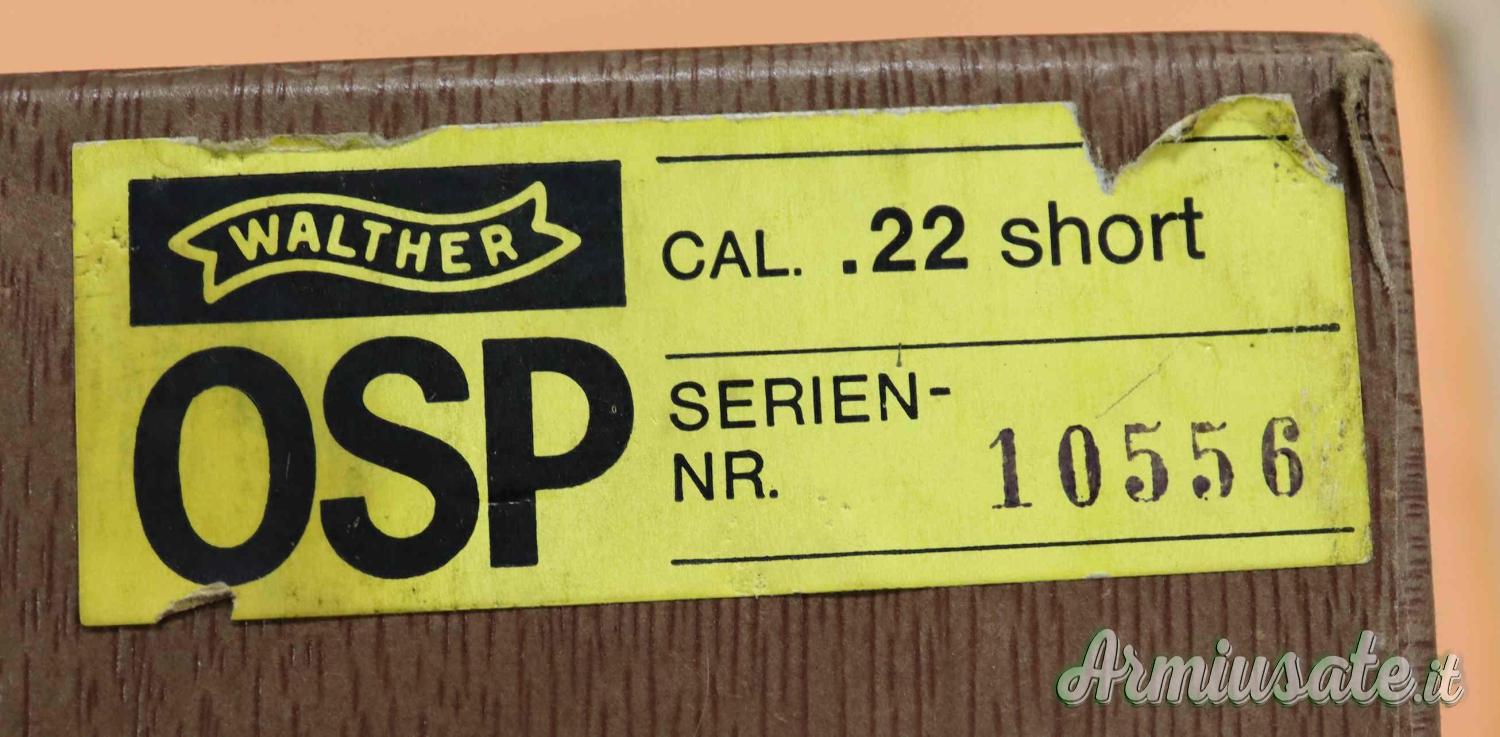 WALTHER
OSP
CAL. .22 short
SERIEN-
NR. 10556
Armiusate.it